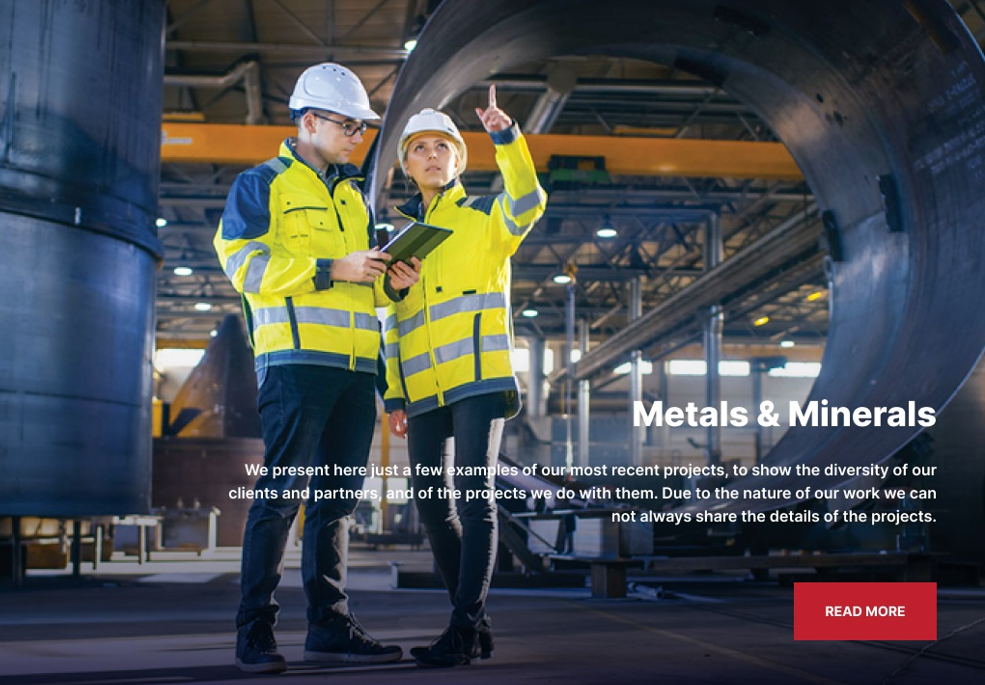 Metals & Minerals
We present here just a few examples of our most recent projects, to show the diversity of our
clients and partners, and of the projects we do with them. Due to the nature of our work we can
not always share the details of the projects.
READ MORE